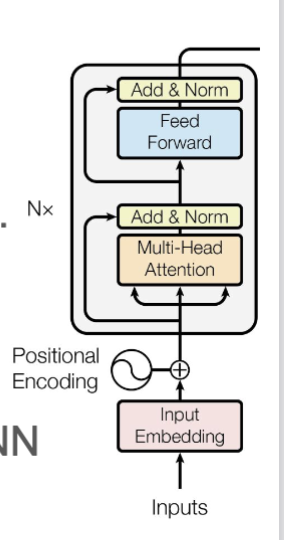 Add & Norm
Feed
Forward
Nx
Add & Norm
Multi-Head
Attention
Positional
Encoding
Input
Embedding
NN
Inputs